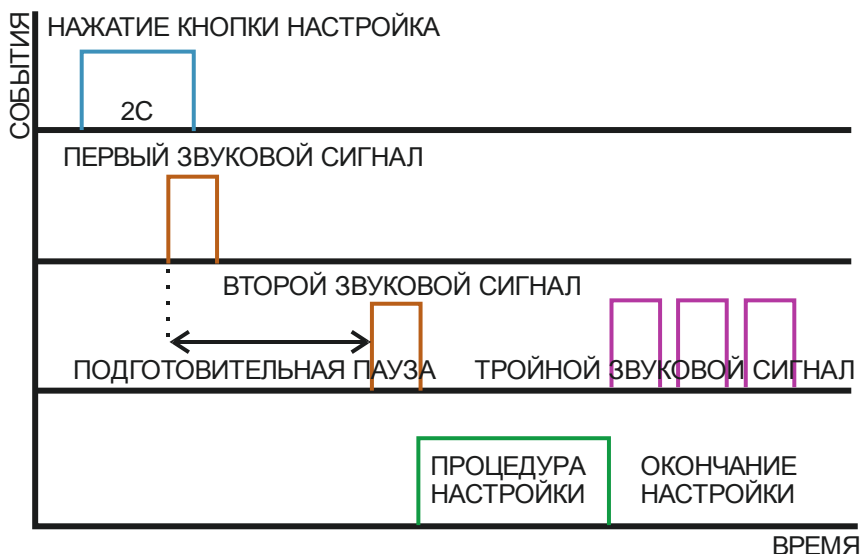 СОБЫТИЯ
НАЖАТИЕ КНОПКИ НАСТРОЙКА
2С
ПЕРВЫЙ ЗВУКОВОЙ СИГНАЛ
ВТОРОЙ ЗВУКОВОЙ СИГНАЛ
ПОДГОТОВИТЕЛЬНАЯ ПАУЗА
ТРОЙНОЙ ЗВУКОВОЙ СИГНАЛ
ПРОЦЕДУРА
НАСТРОЙКИ
ОКОНЧАНИЕ
НАСТРОЙКИ
ВРЕМЯ